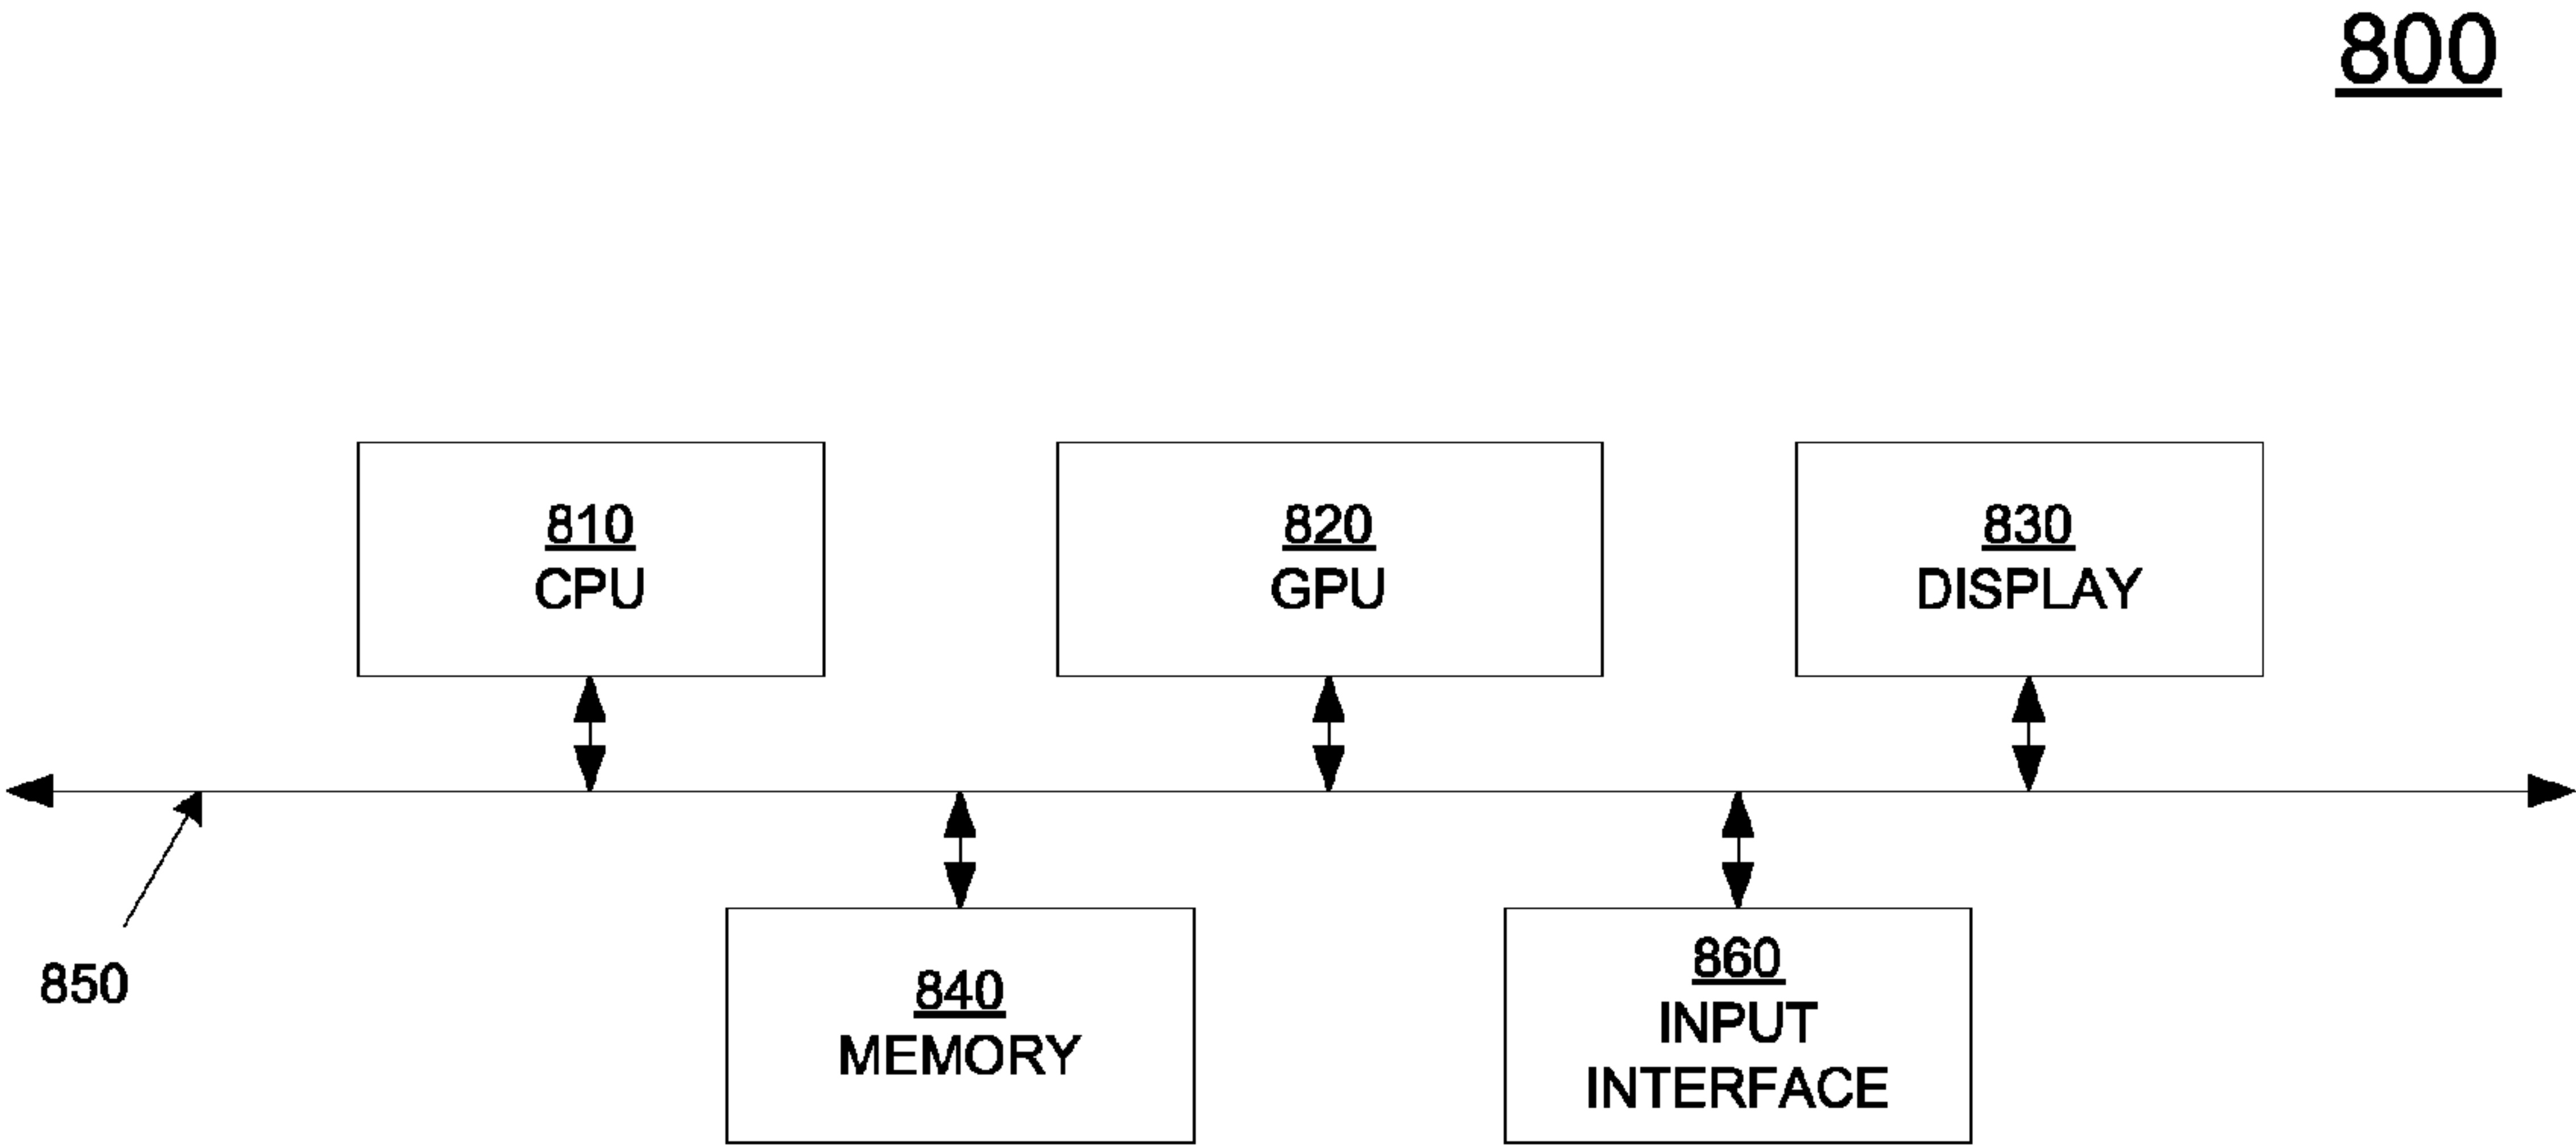 800
810
CPU
820
GPU
830
DISPLAY
850
840
MEMORY
860
INPUT
INTERFACE